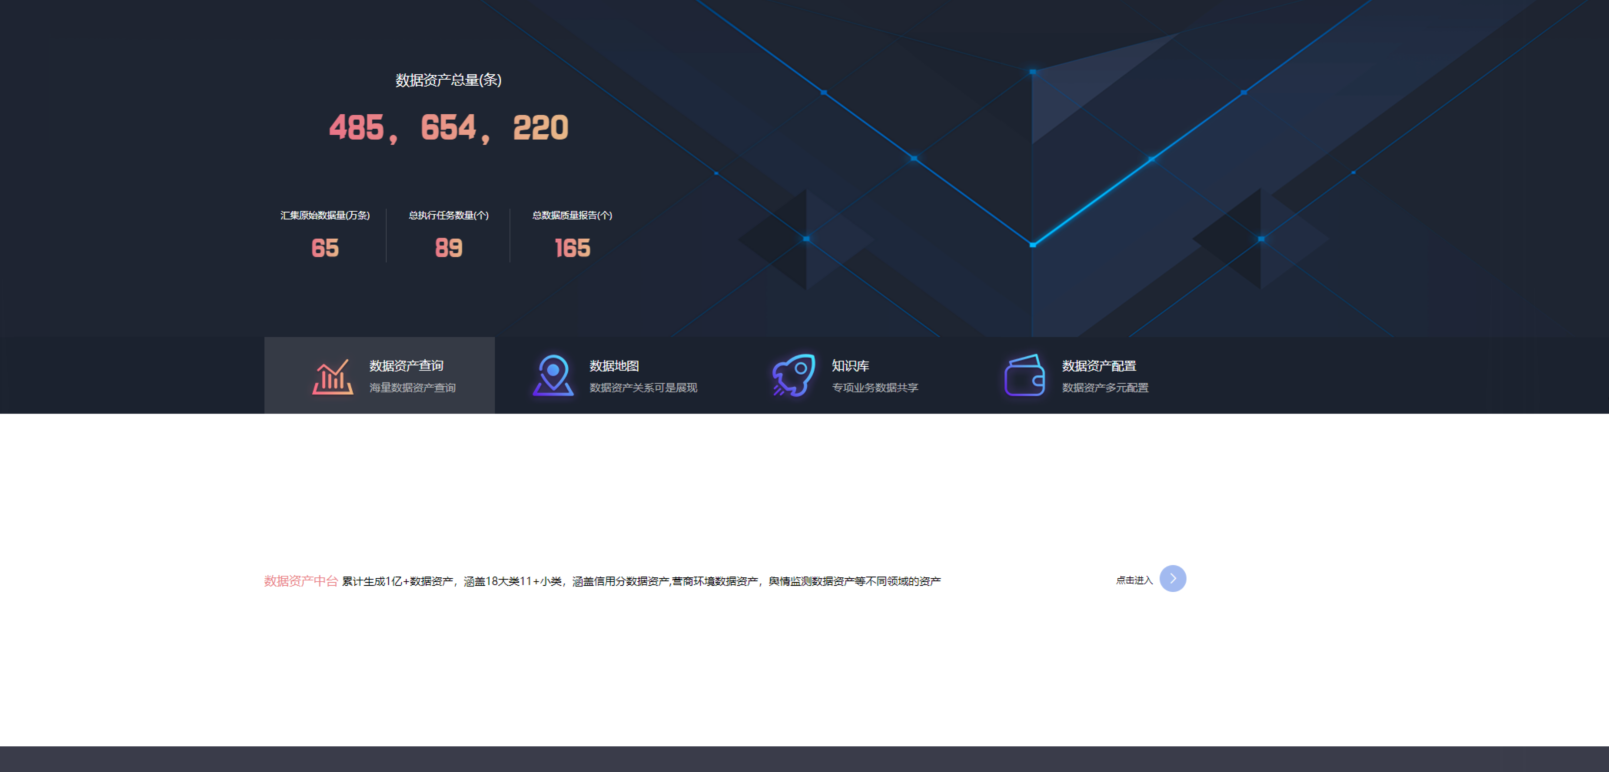 数据资产总量(条)
485，654，220
汇集原始数据量(万条)
总执行任务数量(个)
总数据质量报告(个)
65
89
165
数据资产查询
海量数据资产查询
数据地图
数据资产关系可是展现
知识库
专项业务数据共享
数据资产配置
数据资产多元配置
数据资产中台 累计生成1亿+数据资产，涵盖18大类11+小类，涵盖信用分数据资产,营商环境数据资产，舆情监测数据资产等不同领域的资产
点击进入